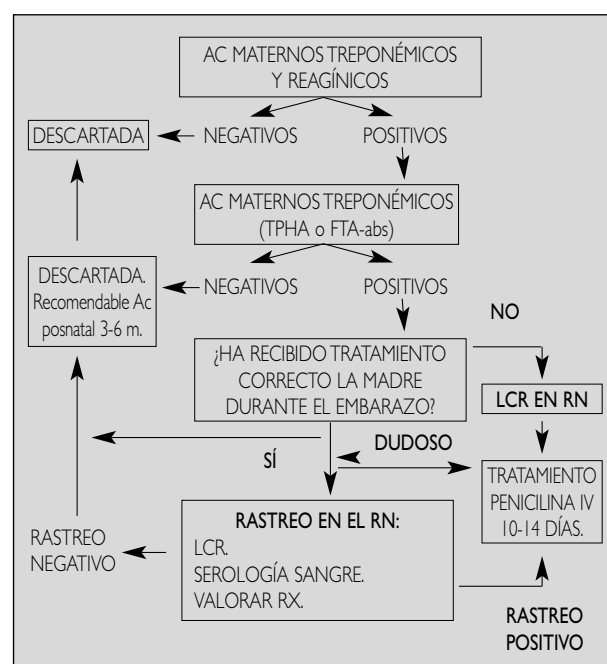 AC MATERNOS TREPONÉMICOS
Y REAGÍNICOS
DESCARTADA
NEGATIVOS
POSITIVOS
AC MATERNOS TREPONÉMICOS
(TPHA o FTA-abs)
DESCARTADA.
Recomendable Ac
posnatal 3-6 m.
NEGATIVOS
POSITIVOS
NO
¿HA RECIBIDO TRATAMIENTO
CORRECTO LA MADRE
DURANTE EL EMBARAZO?
LCR EN RN
SÍ
DUDOSO
TRATAMIENTO
PENICILINA IV
10-14 DÍAS.
RASTREO
NEGATIVO
RASTREO EN EL RN:
LCR.
SEROLOGÍA SANGRE.
VALORAR RX.
RASTREO
POSITIVO